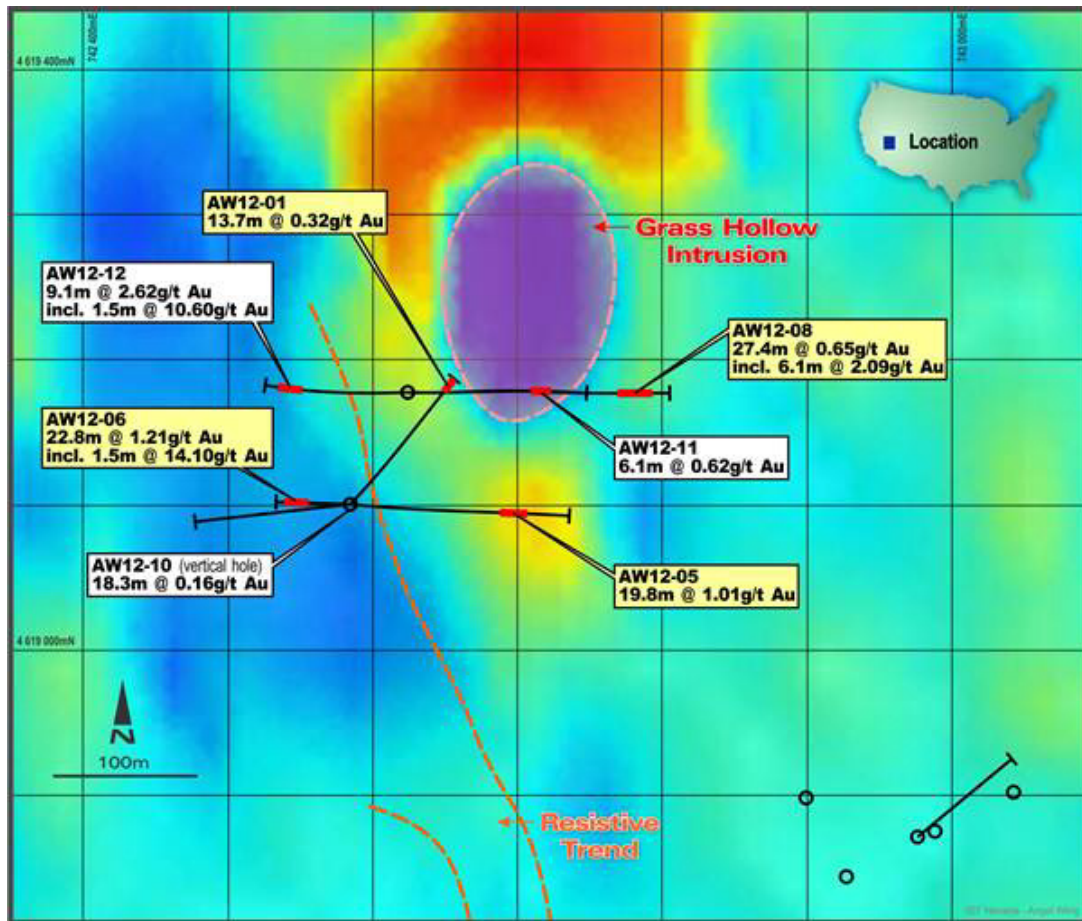 742 400mE
743 000mE
4 619 400mN
Location
AW12-01
13.7m @ 0.32g/t Au
Grass Hollow
Intrusion
AW12-12
9.1m @ 2.62g/t Au
incl. 1.5m @ 10.60g/t Au
AW12-08
27.4m @ 0.65g/t Au
incl. 6.1m @ 2.09g/t Au
AW12-06
22.8m @ 1.21g/t Au
incl. 1.5m @ 14.10g/t Au
AW12-11
6.1m @ 0.62g/t Au
AW12-10 (vertical hole)
18.3m @ 0.16g/t Au
AW12-05
19.8m @ 1.01g/t Au
4 619 000mN
N
100m
Resistive
Trend